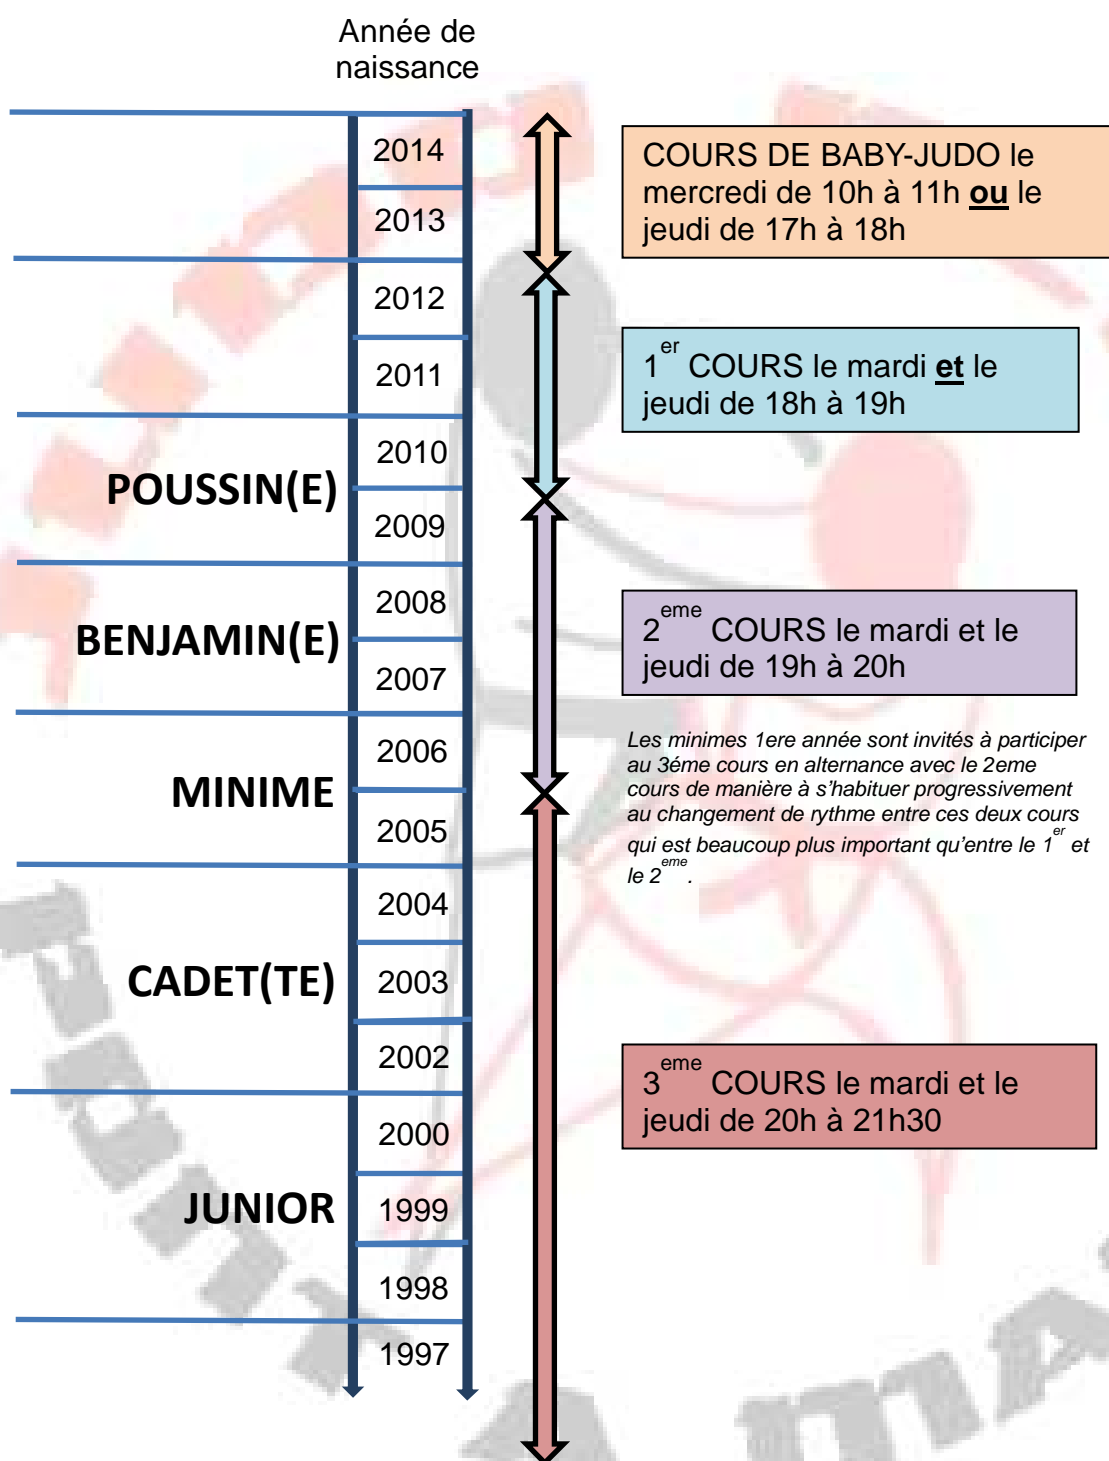 Année de
naissance
2014
2013
COURS DE BABY-JUDO le
mercredi de 10h à 11h ou le
jeudi de 17h à 18h
2012
2011
1er COURS le mardi et le
jeudi de 18h à 19h
POUSSIN(E)
2010
2009
BENJAMIN(E)
2008
2007
2eme COURS le mardi et le
jeudi de 19h à 20h
MINIME
2006
2005
Les minimes 1ere année sont invités à participer
au 3éme cours en alternance avec le 2eme
cours de manière à s'habituer progressivement
au changement de rythme entre ces deux cours
qui est beaucoup plus important qu'entre le 1er et
le 2eme.
CADET(TE)
2004
2003
2002
3eme COURS le mardi et le
jeudi de 20h à 21h30
JUNIOR
2000
1999
1998
1997